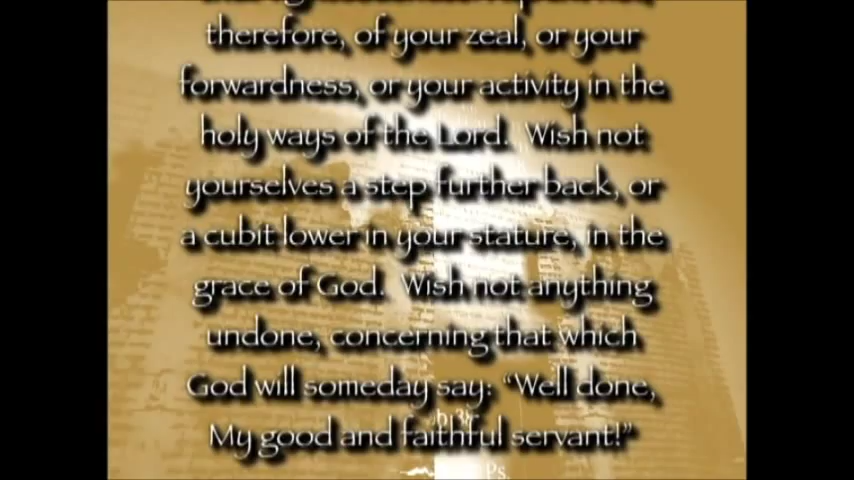 therefore, of your zeal, or your
forwardness, or your activity in the
holy ways of the Lord. Wish not
yourselves a step further back, or
a cubit lower in your stature, in the
grace of God. Wish not anything
undone, concerning that which
God will someday say: “Well done,
My good and faithful servant!”
Ps.